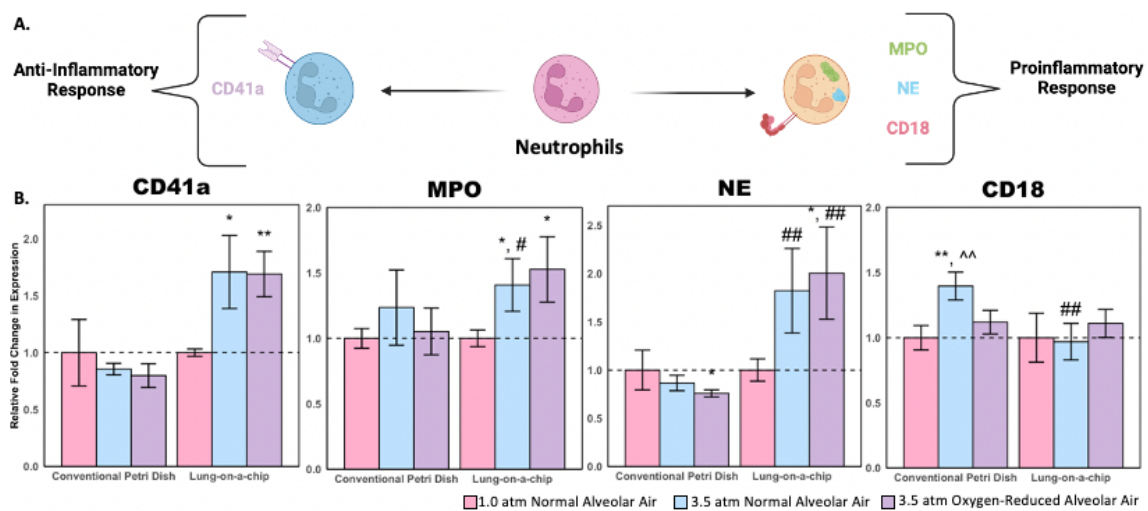 A.
Anti-Inflammatory
Response
CD41a
Neutrophils
MPO
NE
CD18
Proinflammatory
Response
B.
CD41a
MPO
NE
CD18
Relative Fold Change in Expression
2.0
1.5
1.0
0.5
0.0
*
**
Conventional Petri Dish
Lung-on-a-chip
2.0
1.5
1.0
0.5
0.0
*, #
*
Conventional Petri Dish
Lung-on-a-chip
2.5
2.0
1.5
1.0
0.5
0.0
*
##
*, ##
Conventional Petri Dish
Lung-on-a-chip
2.0
1.5
1.0
0.5
0.0
**, ^^
##
Conventional Petri Dish
Lung-on-a-chip
1.0 atm Normal Alveolar Air
3.5 atm Normal Alveolar Air
3.5 atm Oxygen-Reduced Alveolar Air